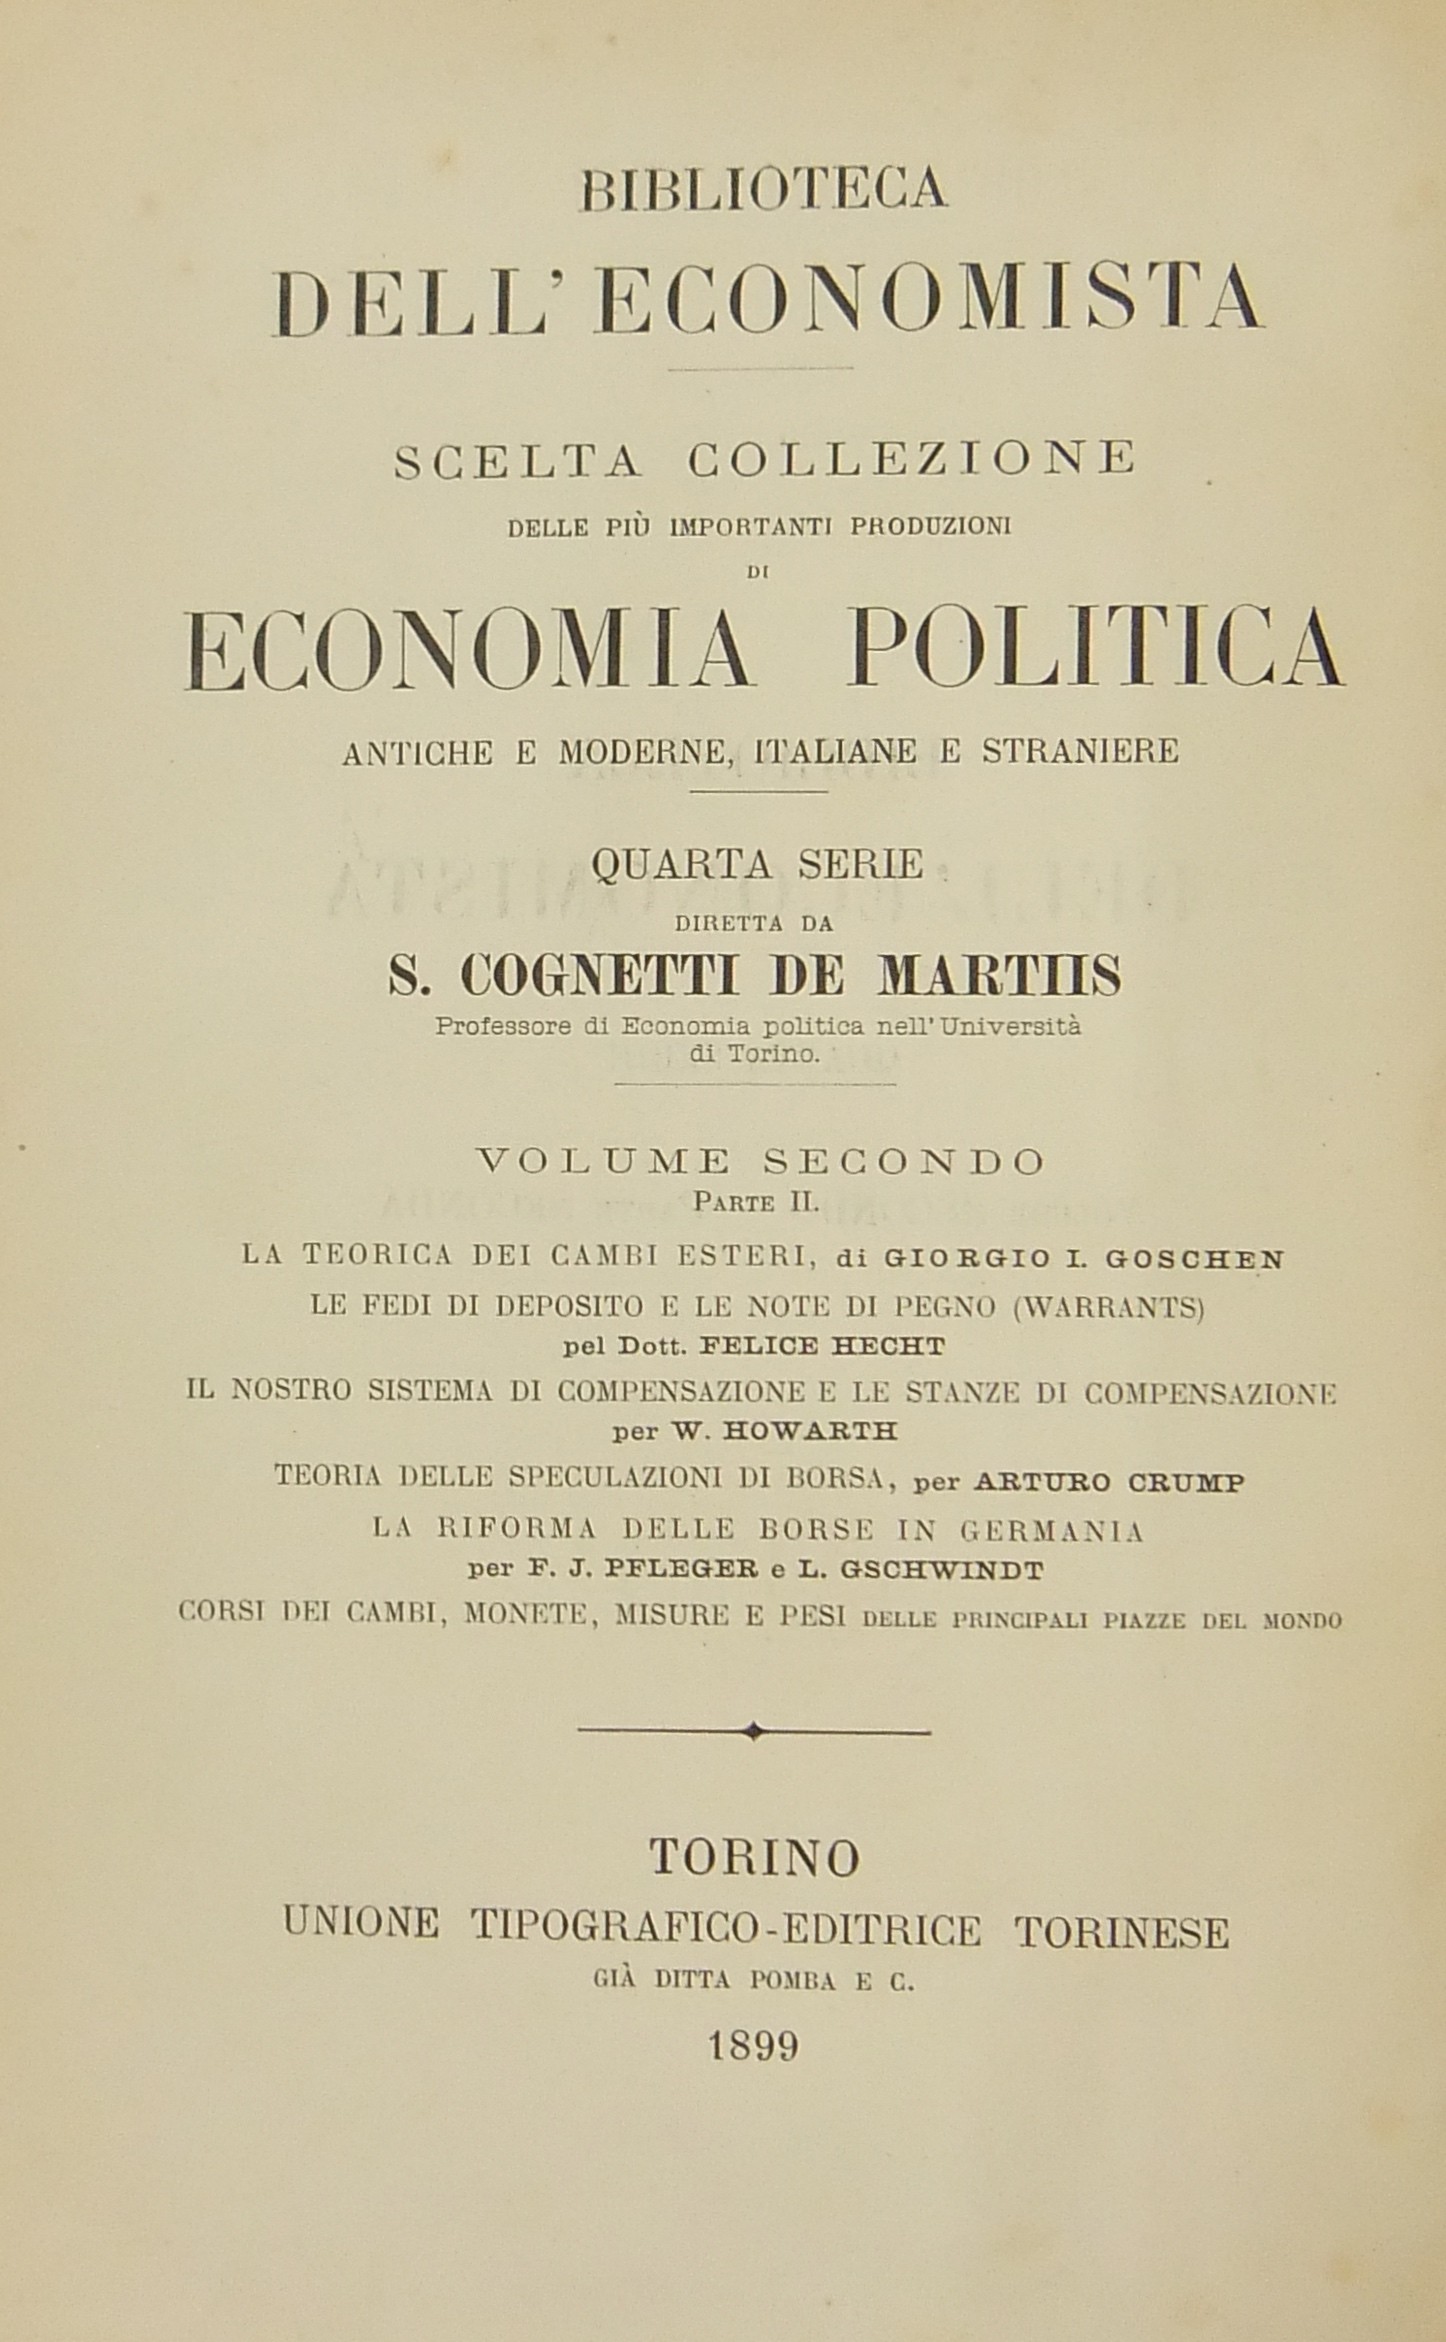 BIBLIOTECA
DELL'ECONOMISTA
SCELTA COLLEZIONE
DELLE PIÙ IMPORTANTI PRODUZIONI
DI
ECONOMIA POLITICA
ANTICHE E MODERNE, ITALIANE E STRANIERE
QUARTA SERIE
DIRETTA DA
S. COGNETTI DE MARTIIS
Professore di Economia politica nell'Università
di Torino.
VOLUME SECONDO
PARTE II.
LA TEORICA DEI CAMBI ESTERI, di GIORGIO I. GOSCHEN
LE FEDI DI DEPOSITO E LE NOTE DI PEGNO (WARRANTS)
pel Dott. FELICE HECHT
IL NOSTRO SISTEMA DI COMPENSAZIONE E LE STANZE DI COMPENSAZIONE
per W. HOWARTH
TEORIA DELLE SPECULAZIONI DI BORSA, per ARTURO CRUMP
LA RIFORMA DELLE BORSE IN GERMANIA
per F. J. PFLEGER e L. GSCHWINDT
CORSI DEI CAMBI, MONETE, MISURE E PESI DELLE PRINCIPALI PIAZZE DEL MONDO
TORINO
UNIONE TIPOGRAFICO-EDITRICE TORINESE
GIÀ DITTA POMBA E C.
1899